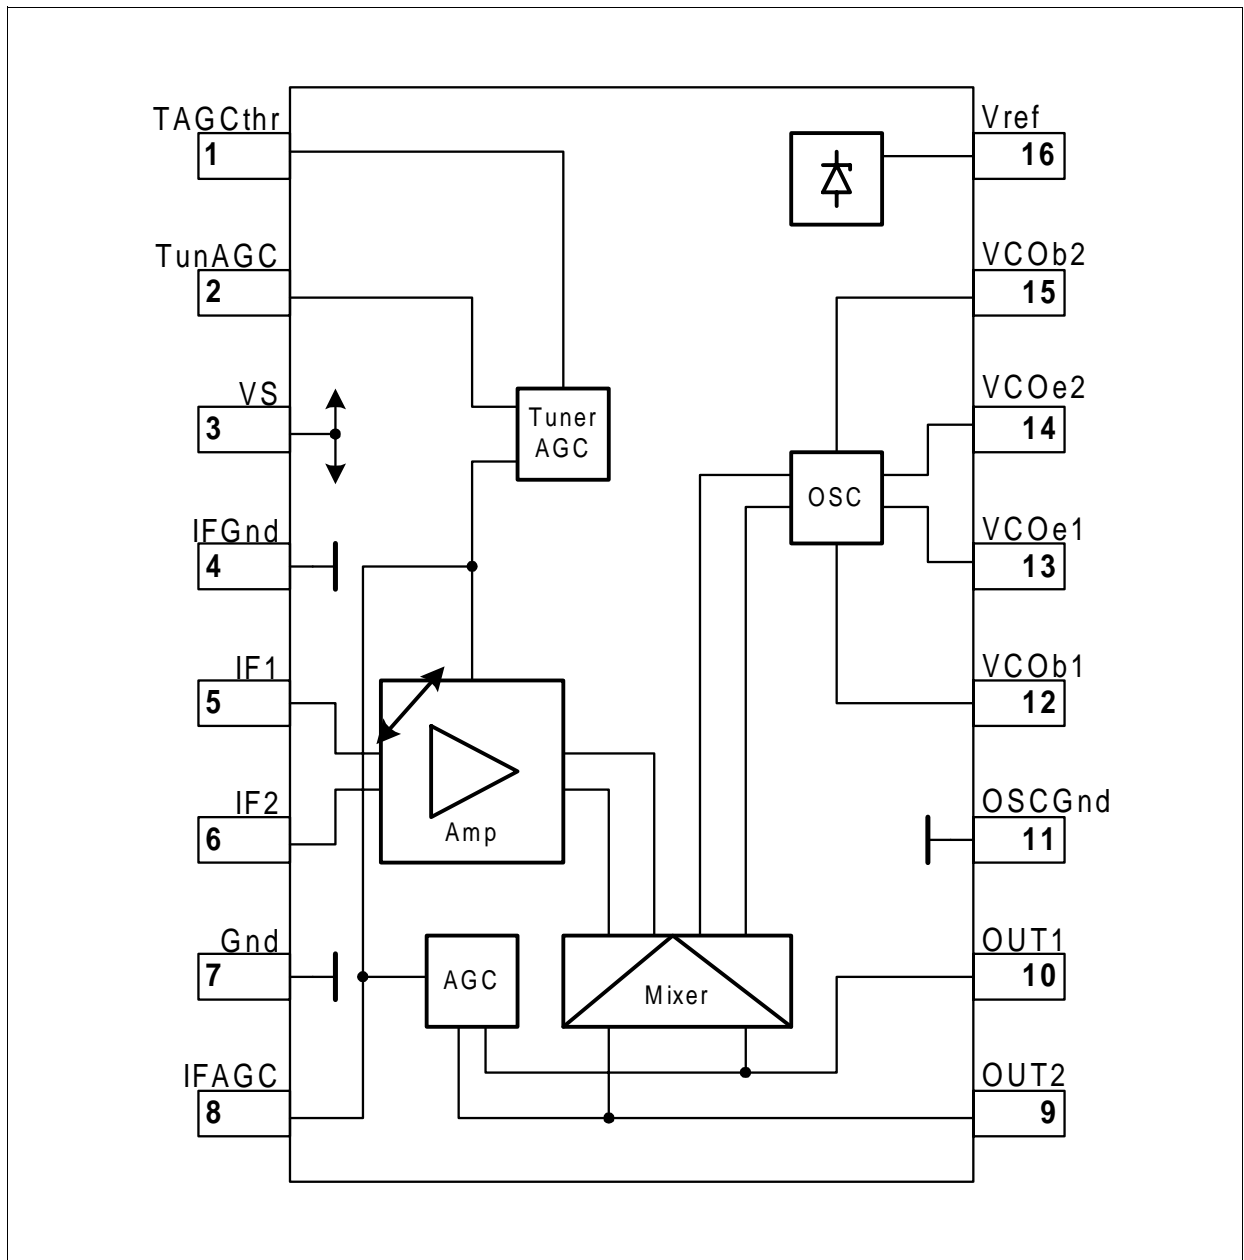 TAGCthr
1
TunAGC
2
VS
3
IFGnd
4
IF1
5
IF2
6
Gnd
7
IFAGC
8
Tuner
AGC
OSC
Amp
AGC
Mixer
Vref
16
VCOb2
15
VCOe2
14
VCOe1
13
VCOb1
12
OSCGnd
11
OUT1
10
OUT2
9